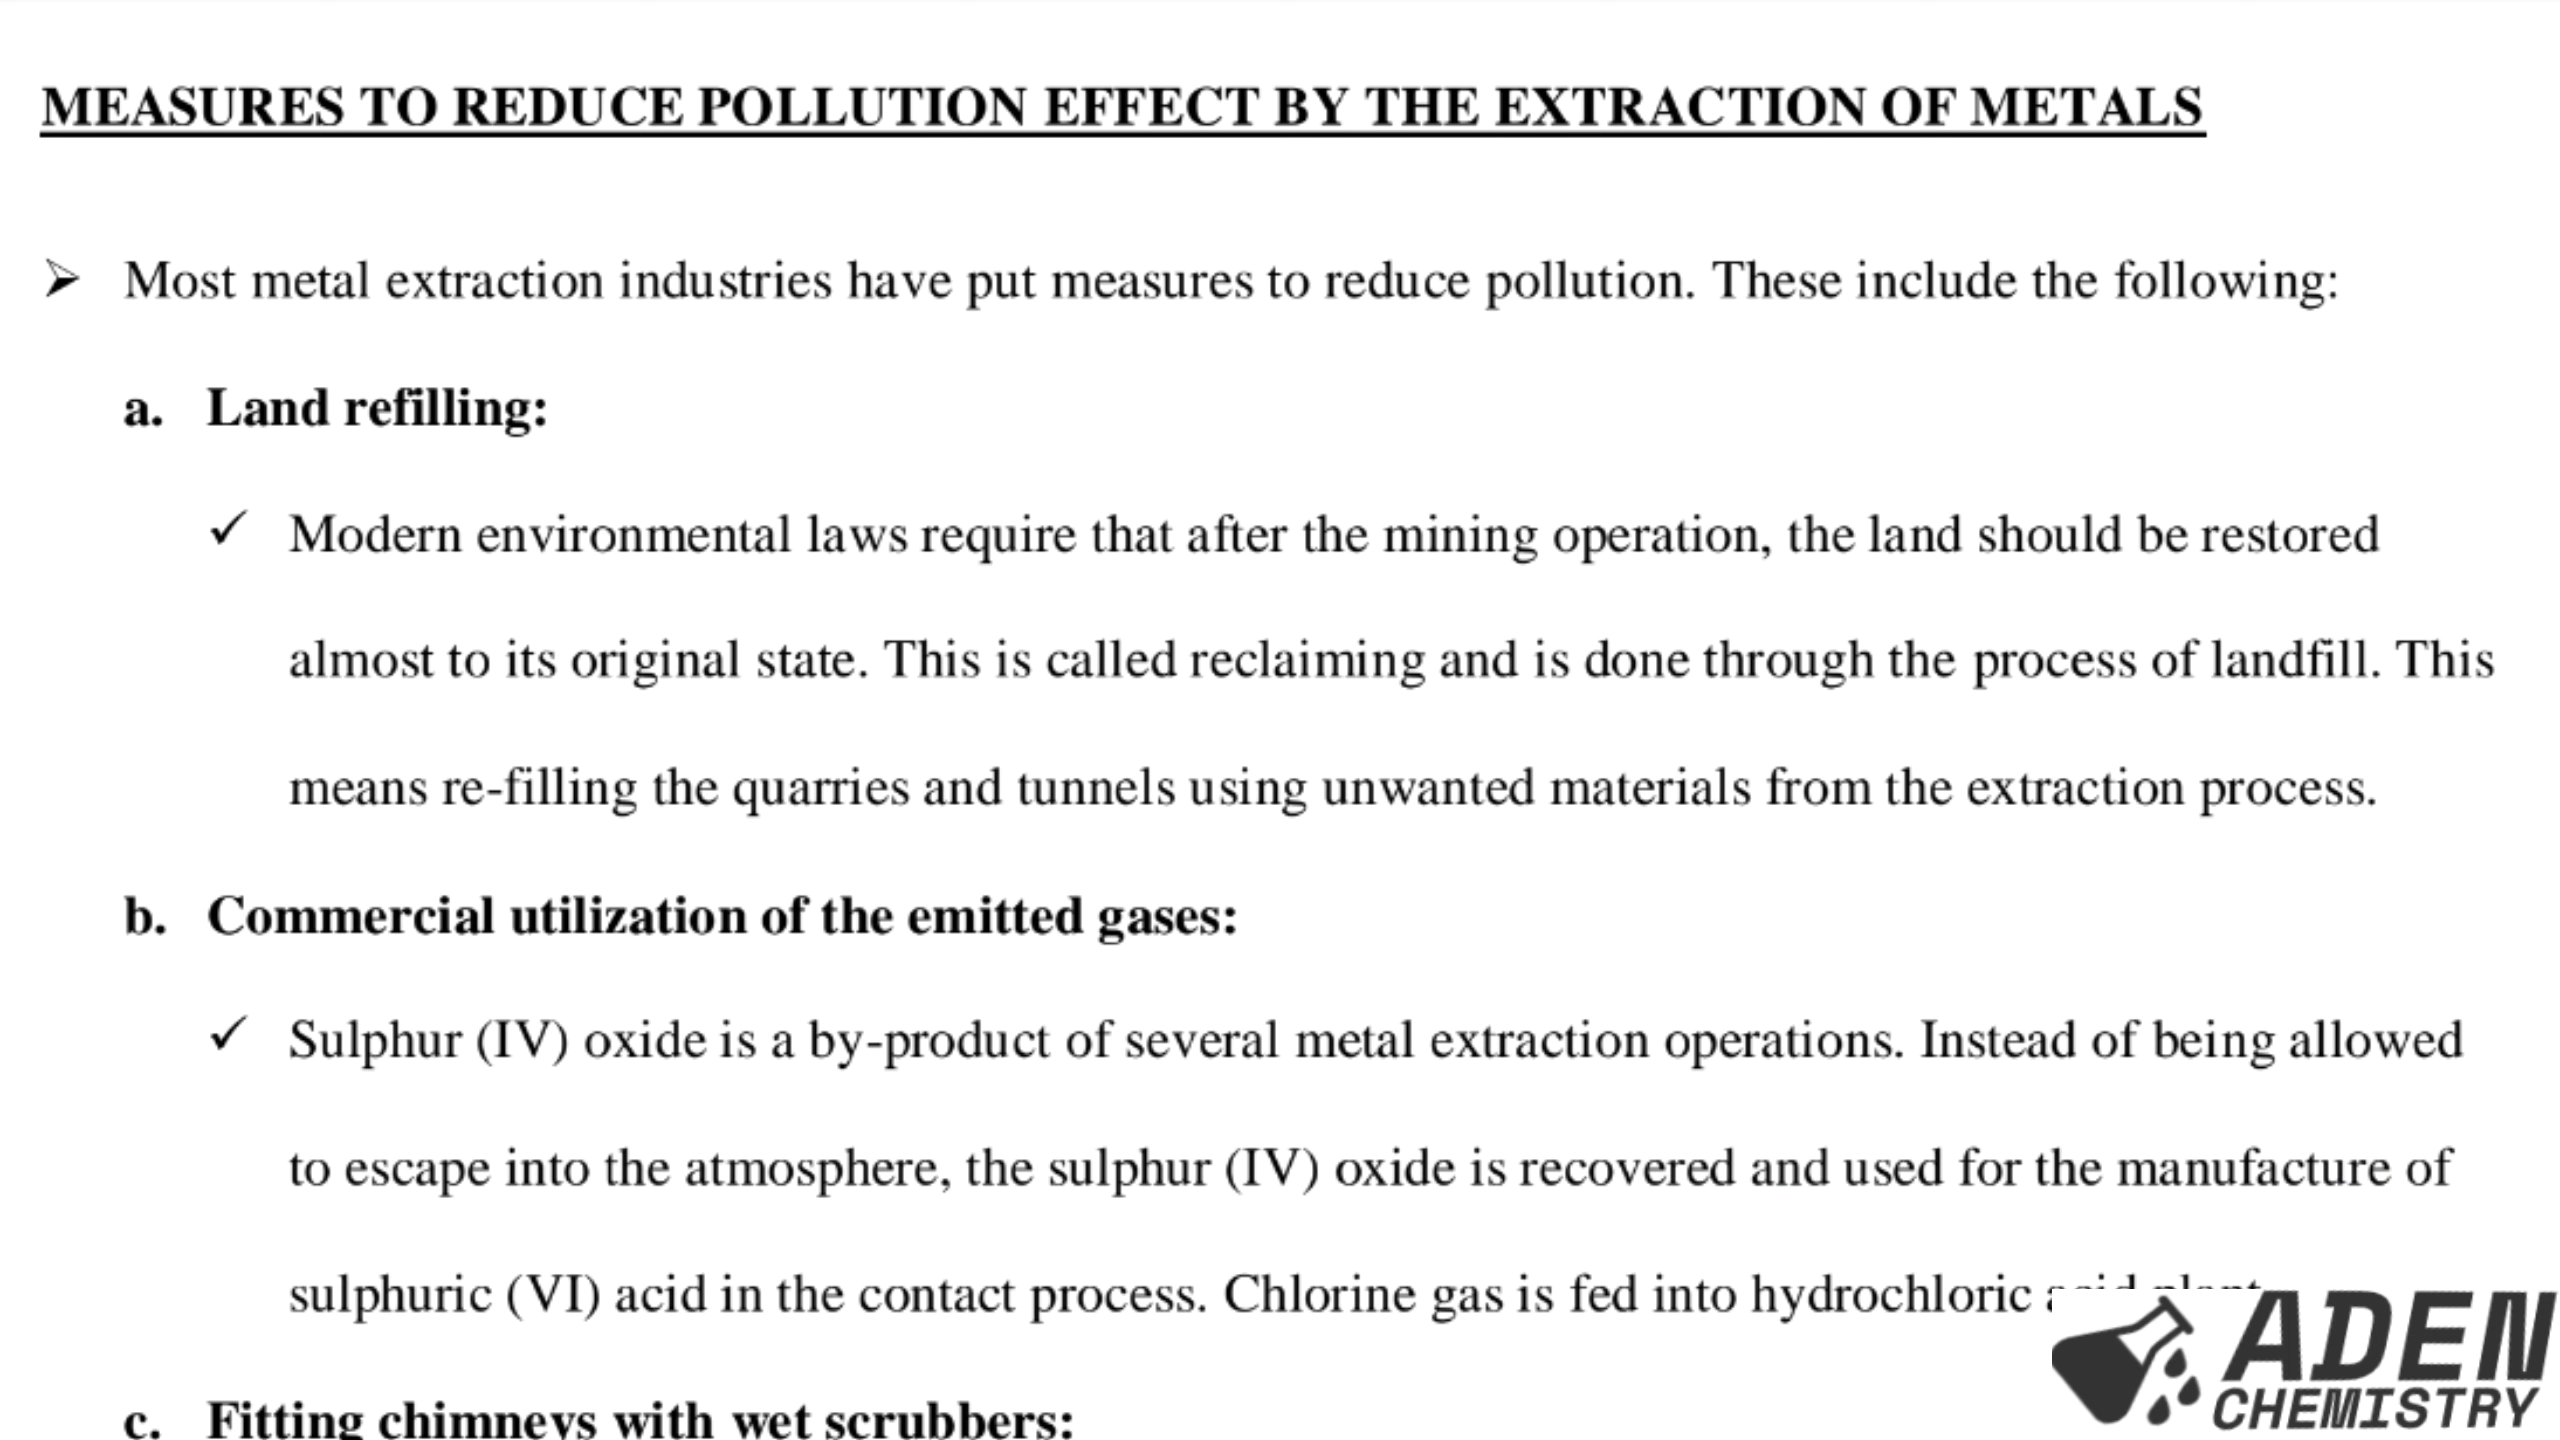 MEASURES TO REDUCE POLLUTION EFFECT BY THE EXTRACTION OF METALS
➢ Most metal extraction industries have put measures to reduce pollution. These include the following:
a. Land refilling:
✓ Modern environmental laws require that after the mining operation, the land should be restored
almost to its original state. This is called reclaiming and is done through the process of landfill. This
means re-filling the quarries and tunnels using unwanted materials from the extraction process.
b. Commercial utilization of the emitted gases:
✓ Sulphur (IV) oxide is a by-product of several metal extraction operations. Instead of being allowed
to escape into the atmosphere, the sulphur (IV) oxide is recovered and used for the manufacture of
sulphuric (VI) acid in the contact process. Chlorine gas is fed into hydrochloric
c. Fitting chimneys with wet scrubbers:
ADEN
CHEMISTRY